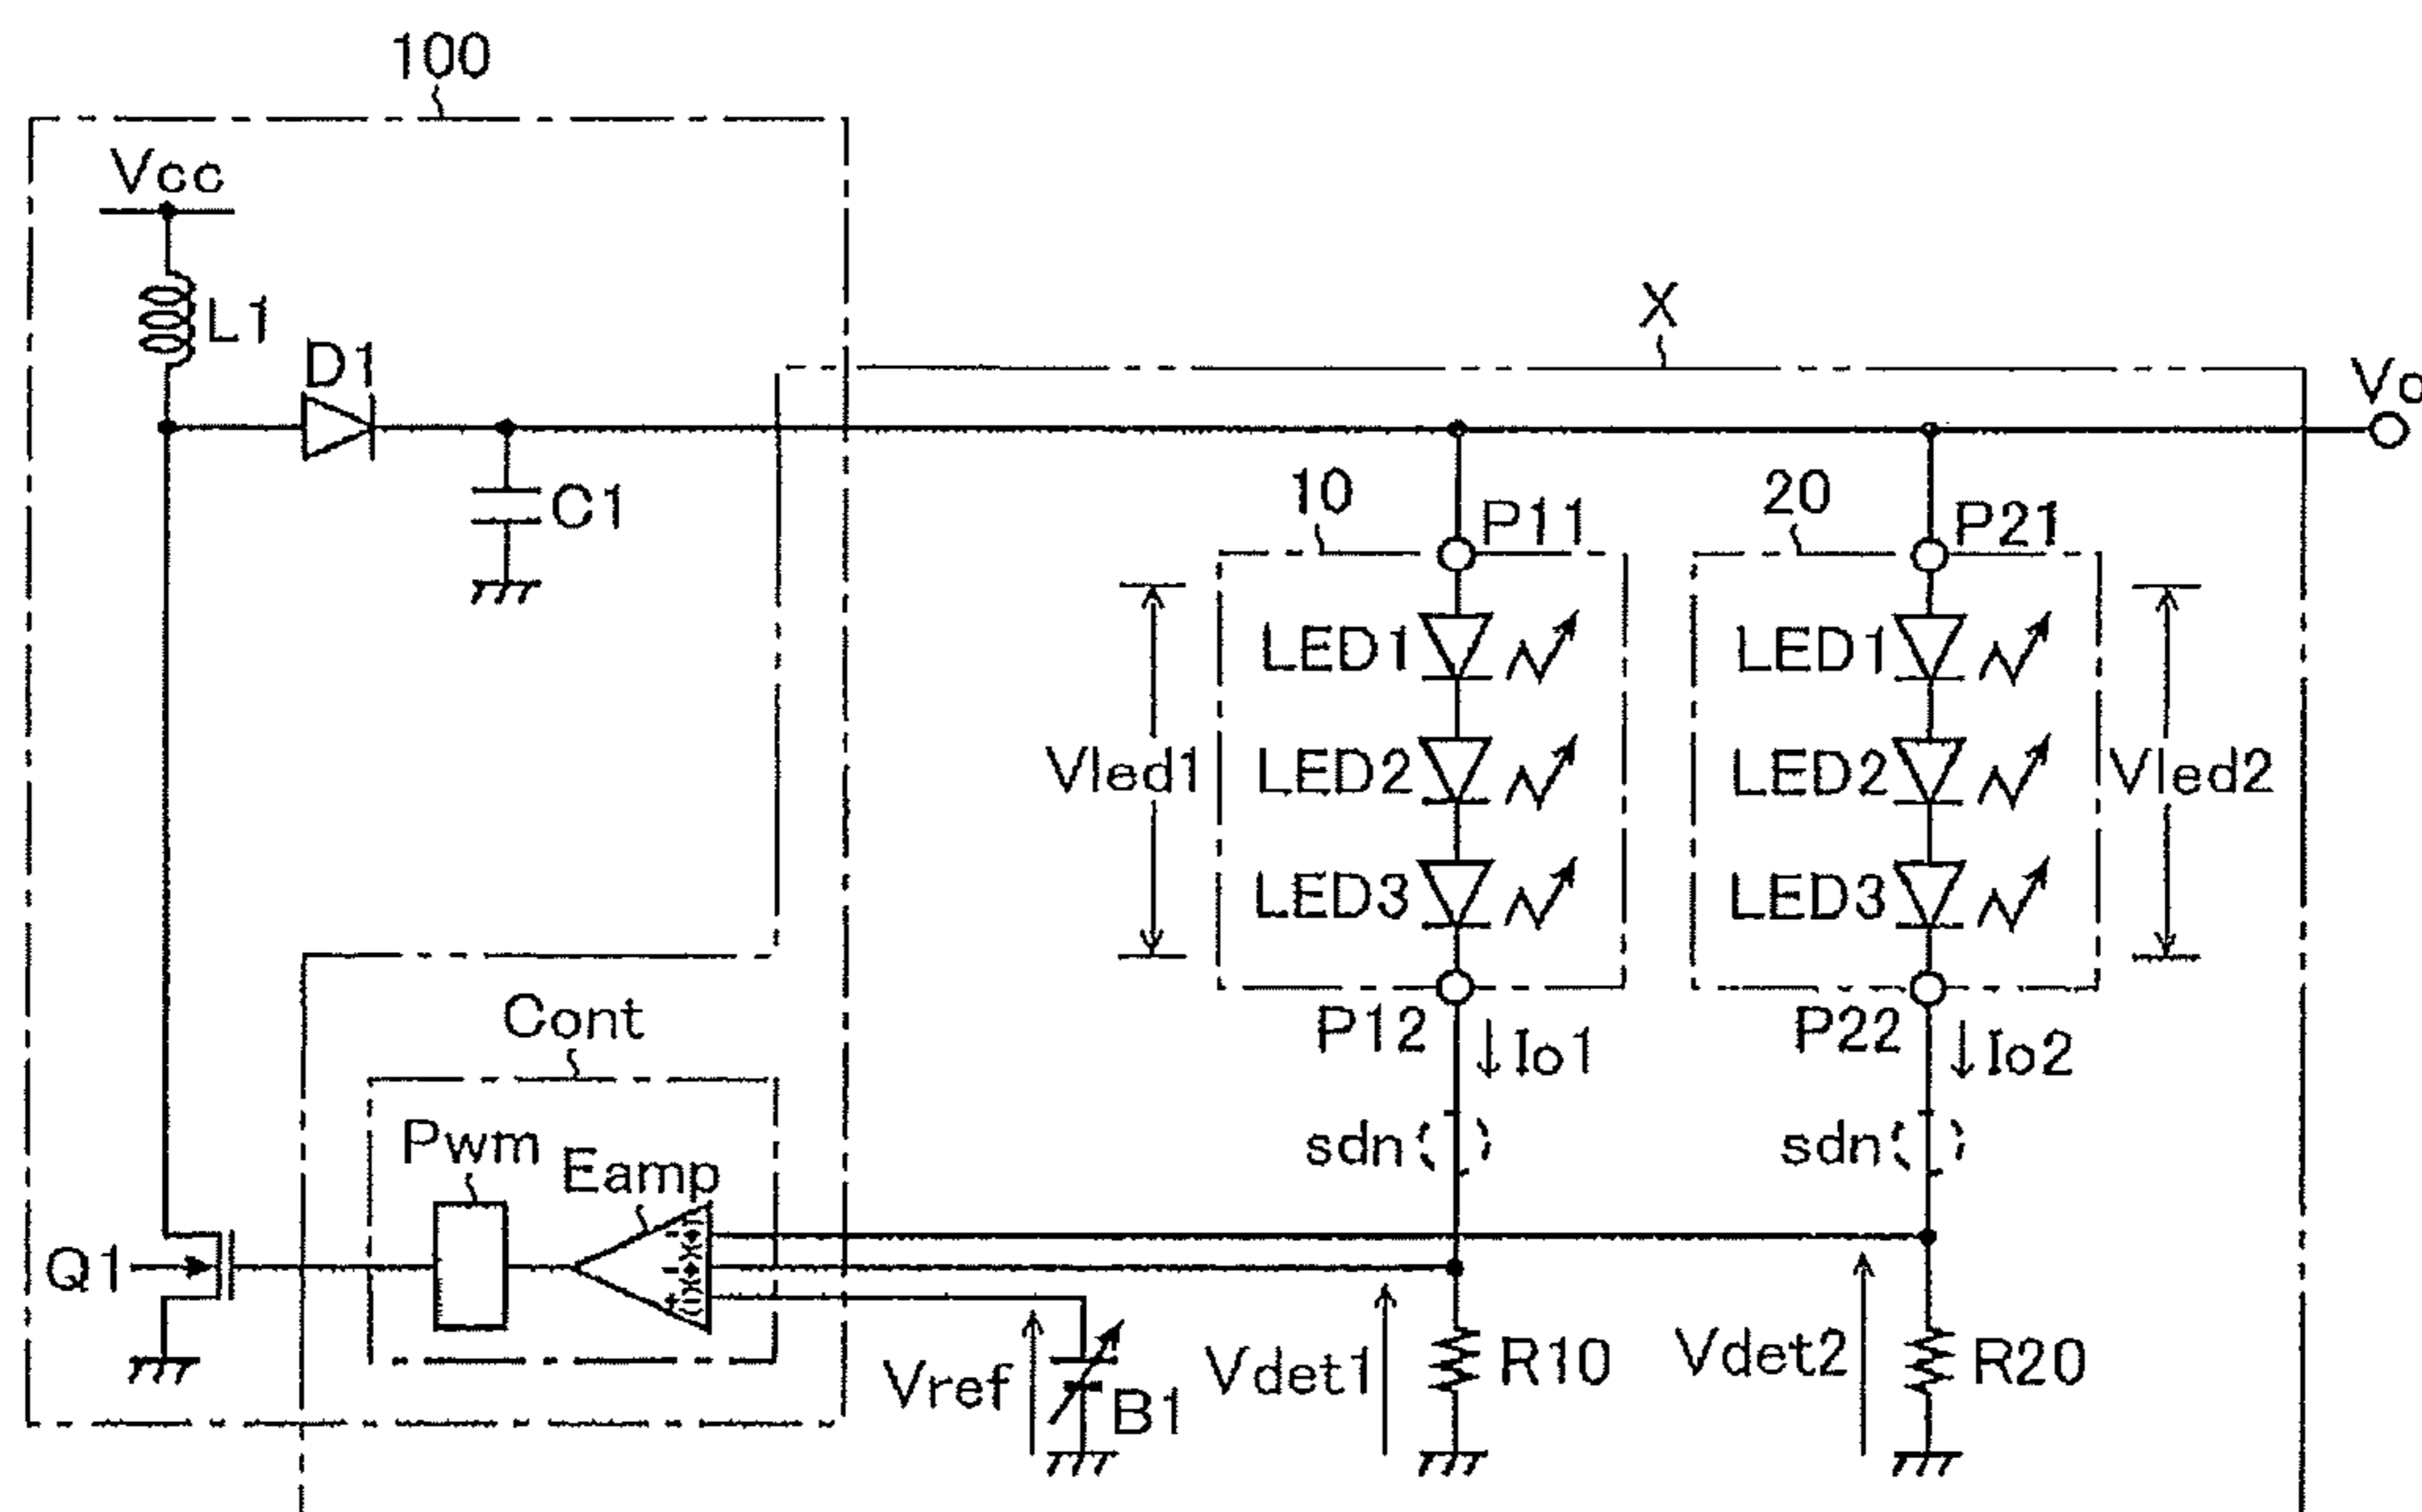 100
Vcc
L1
D1
C1
X
Vo
10
P11
20
P21
LED1
LED1
Vled1
LED2
LED2
Vled2
LED3
LED3
P12
Io1
P22
Io2
Cont
sdn
sdn
Pwm
Eamp
Q1
Vref
B1
Vdet1
R10
Vdet2
R20